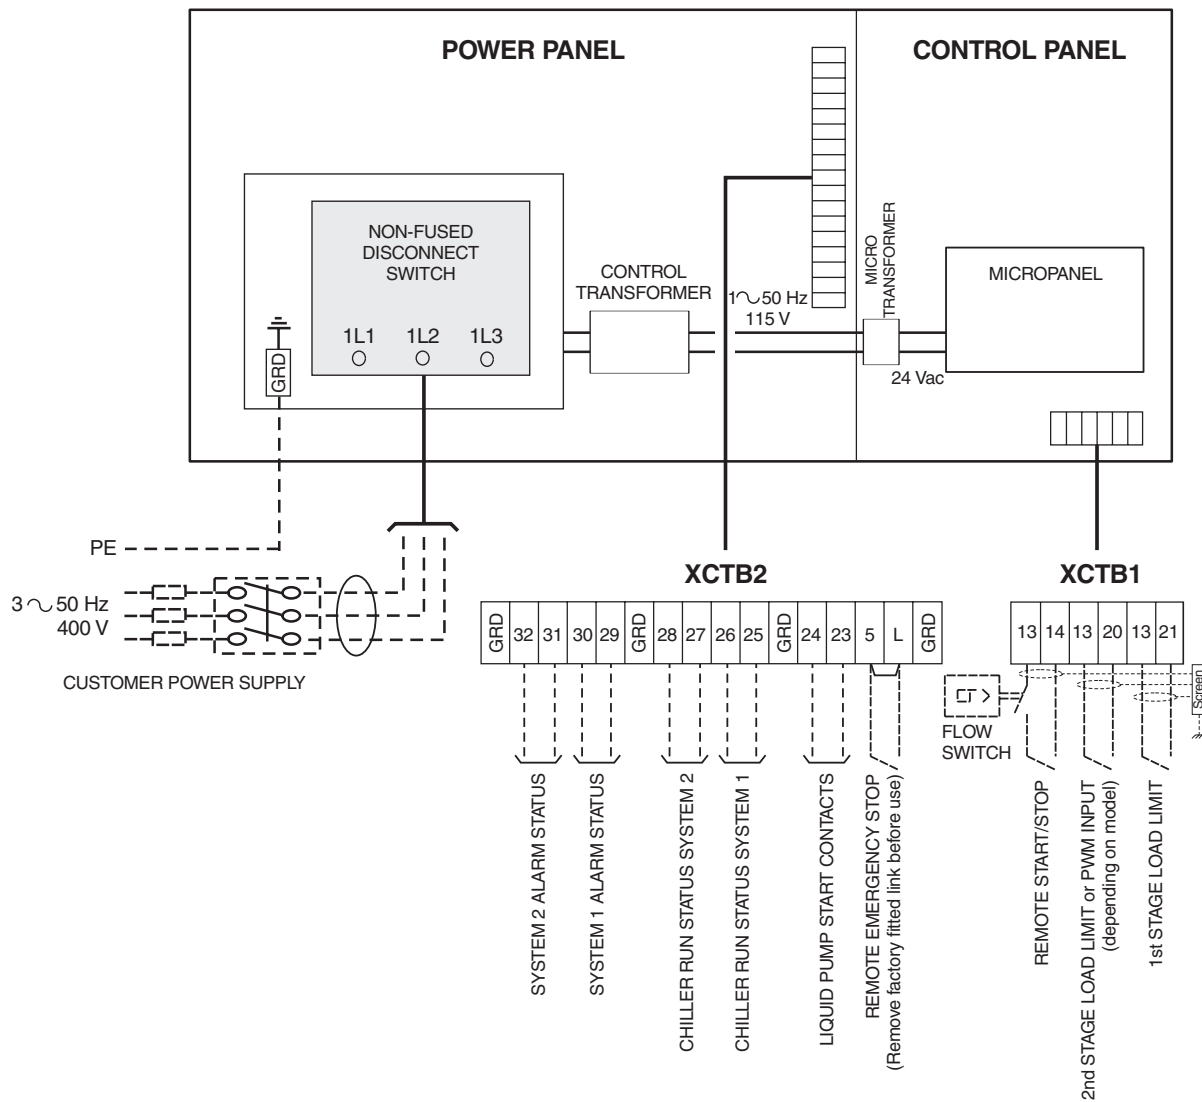 POWER PANEL
CONTROL PANEL
NON-FUSED
DISCONNECT
SWITCH
1L1 1L2 1L3
GRD
CONTROL
TRANSFORMER
1 50 Hz
115 V
MICRO
TRANSFORMER
24 Vac
MICROPANEL
PE
3 50 Hz
400 V
CUSTOMER POWER SUPPLY
XCTB2
GRD 32 31 30 29 GRD 28 27 26 25 GRD 24 23 5 L GRD
SYSTEM 2 ALARM STATUS
SYSTEM 1 ALARM STATUS
CHILLER RUN STATUS SYSTEM 2
CHILLER RUN STATUS SYSTEM 1
LIQUID PUMP START CONTACTS
REMOTE EMERGENCY STOP
(Remove factory fitted link before use)
XCTB1
13 14 13 20 13 21
Screen
FLOW
SWITCH
REMOTE START/STOP
2nd STAGE LOAD LIMIT or PWM INPUT
(depending on model)
1st STAGE LOAD LIMIT